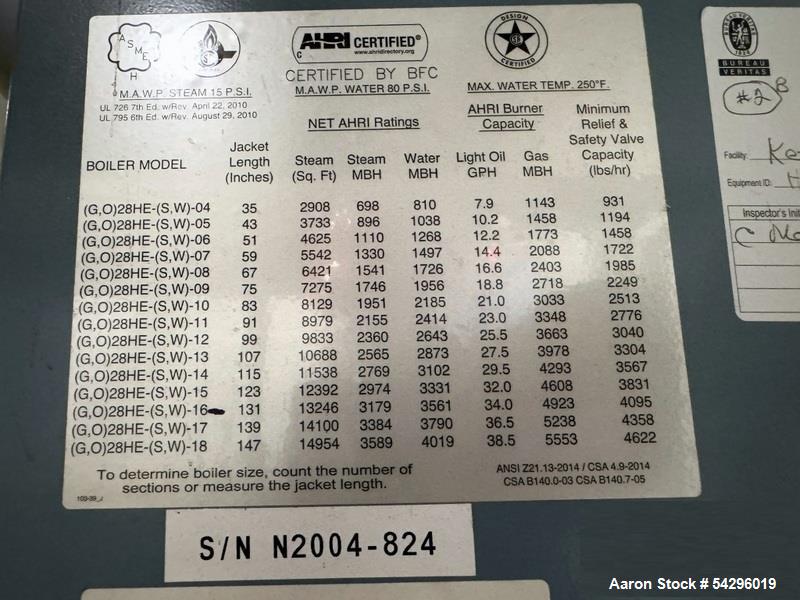 A S M E
H
C AHRI CERTIFIED®
www.ahridirectory.org
CERTIFIED BY BFC
DESIGN
CERTIFIED
M.A.W.P. STEAM 15 P.S.I.
M.A.W.P. WATER 80 P.S.I.
MAX. WATER TEMP. 250°F.
UL 726 7th Ed. w/Rev. April 22, 2010
UL 795 6th Ed. w/Rev. August 29, 2010
NET AHRI Ratings
AHRI Burner Capacity
Minimum Relief & Safety Valve Capacity (lbs/hr)
BOILER MODEL Jacket Length (Inches) Steam (Sq. Ft) Steam MBH Water MBH Light Oil GPH Gas MBH
(G,O)28HE-(S,W)-04 35 2908 698 810 7.9 1143 931
(G,O)28HE-(S,W)-05 43 3733 896 1038 10.2 1458 1194
(G,O)28HE-(S,W)-06 51 4625 1110 1268 12.2 1773 1458
(G,O)28HE-(S,W)-07 59 5542 1330 1497 14.4 2088 1722
(G,O)28HE-(S,W)-08 67 6421 1541 1726 16.6 2403 1985
(G,O)28HE-(S,W)-09 75 7275 1746 1956 18.8 2718 2249
(G,O)28HE-(S,W)-10 83 8129 1951 2185 21.0 3033 2513
(G,O)28HE-(S,W)-11 91 8979 2155 2414 23.0 3348 2776
(G,O)28HE-(S,W)-12 99 9833 2360 2643 25.5 3663 3040
(G,O)28HE-(S,W)-13 107 10688 2565 2873 27.5 3978 3304
(G,O)28HE-(S,W)-14 115 11538 2769 3102 29.5 4293 3567
(G,O)28HE-(S,W)-15 123 12392 2974 3331 32.0 4608 3831
(G,O)28HE-(S,W)-16 131 13246 3179 3561 34.0 4923 4095
(G,O)28HE-(S,W)-17 139 14100 3384 3790 36.5 5238 4358
(G,O)28HE-(S,W)-18 147 14954 3589 4019 38.5 5553 4622
To determine boiler size, count the number of
sections or measure the jacket length.
ANSI Z21.13-2014 / CSA 4.9-2014
CSA B140.0-03 CSA B140.7-05
S/N N2004-824
BUREAU
VERITAS
#2 B
Facility:
Equipment ID:
Inspector's
Aaron Stock # 54296019